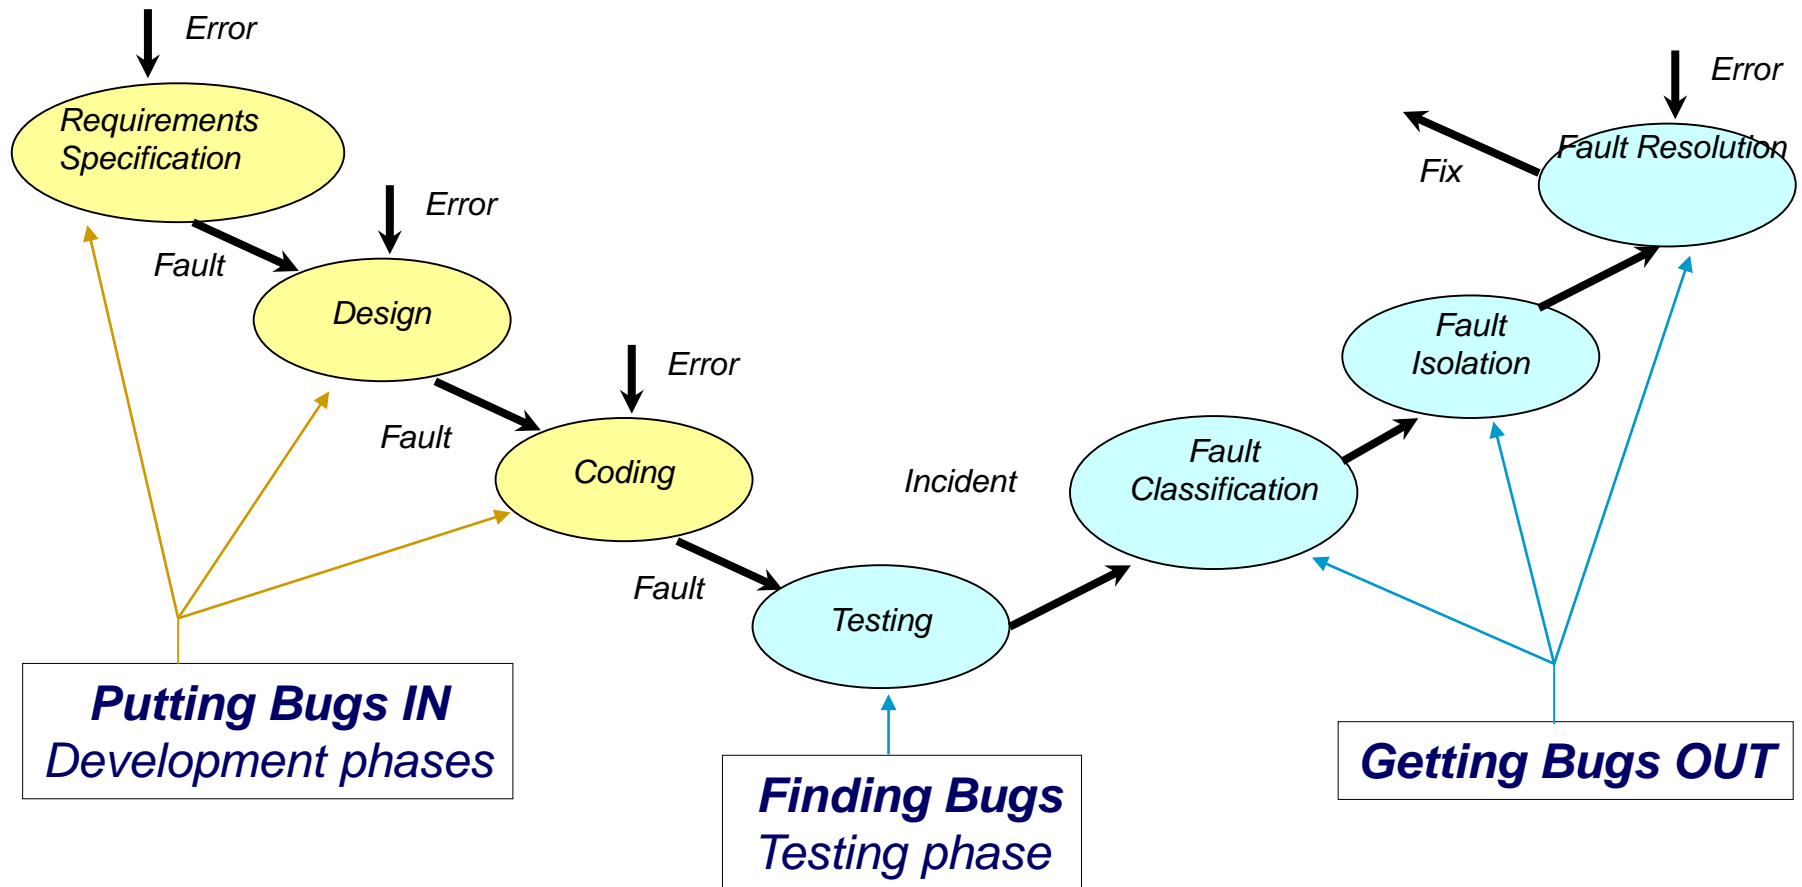 Error
Requirements
Specification
Fault
Error
Design
Fault
Error
Coding
Fault
Testing
Incident
Fault
Classification
Fault
Isolation
Fault Resolution
Error
Fix
Putting Bugs IN
Development phases
Finding Bugs
Testing phase
Getting Bugs OUT